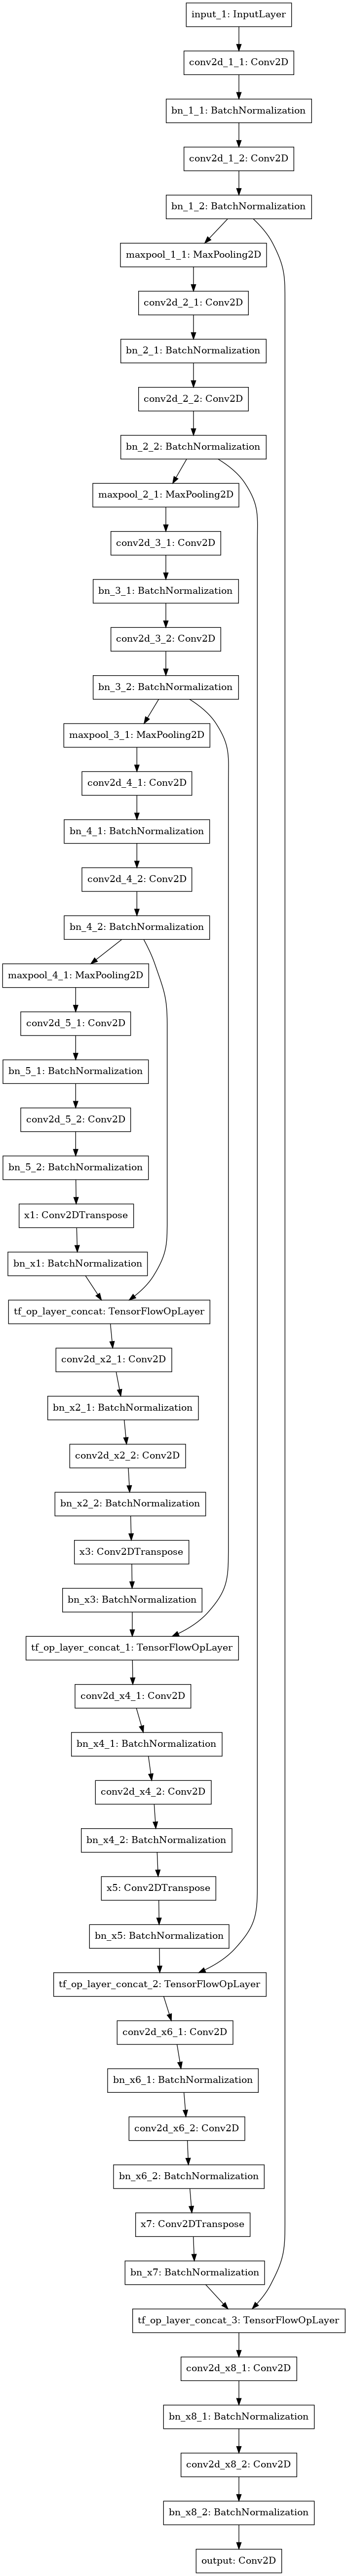 input_1: InputLayer
conv2d_1_1: Conv2D
bn_1_1: BatchNormalization
conv2d_1_2: Conv2D
bn_1_2: BatchNormalization
maxpool_1_1: MaxPooling2D
conv2d_2_1: Conv2D
bn_2_1: BatchNormalization
conv2d_2_2: Conv2D
bn_2_2: BatchNormalization
maxpool_2_1: MaxPooling2D
conv2d_3_1: Conv2D
bn_3_1: BatchNormalization
conv2d_3_2: Conv2D
bn_3_2: BatchNormalization
maxpool_3_1: MaxPooling2D
conv2d_4_1: Conv2D
bn_4_1: BatchNormalization
conv2d_4_2: Conv2D
bn_4_2: BatchNormalization
maxpool_4_1: MaxPooling2D
conv2d_5_1: Conv2D
bn_5_1: BatchNormalization
conv2d_5_2: Conv2D
bn_5_2: BatchNormalization
x1: Conv2DTranspose
bn_x1: BatchNormalization
tf_op_layer_concat: TensorFlowOpLayer
conv2d_x2_1: Conv2D
bn_x2_1: BatchNormalization
conv2d_x2_2: Conv2D
bn_x2_2: BatchNormalization
x3: Conv2DTranspose
bn_x3: BatchNormalization
tf_op_layer_concat_1: TensorFlowOpLayer
conv2d_x4_1: Conv2D
bn_x4_1: BatchNormalization
conv2d_x4_2: Conv2D
bn_x4_2: BatchNormalization
x5: Conv2DTranspose
bn_x5: BatchNormalization
tf_op_layer_concat_2: TensorFlowOpLayer
conv2d_x6_1: Conv2D
bn_x6_1: BatchNormalization
conv2d_x6_2: Conv2D
bn_x6_2: BatchNormalization
x7: Conv2DTranspose
bn_x7: BatchNormalization
tf_op_layer_concat_3: TensorFlowOpLayer
conv2d_x8_1: Conv2D
bn_x8_1: BatchNormalization
conv2d_x8_2: Conv2D
bn_x8_2: BatchNormalization
output: Conv2D